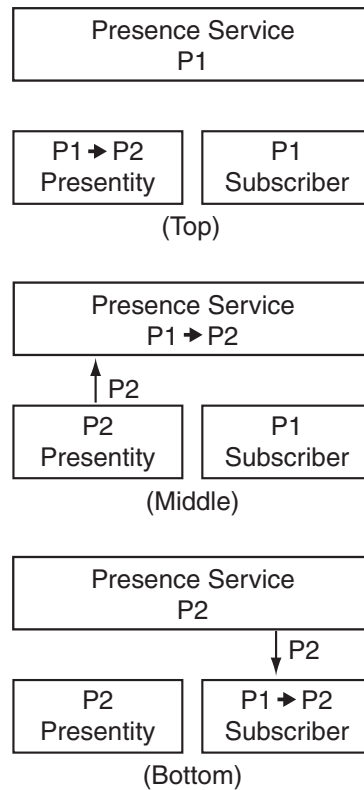 Presence Service
P1
P1 → P2
Presentity
P1
Subscriber
(Top)
Presence Service
P1 → P2
P2
P2
Presentity
P1
Subscriber
(Middle)
Presence Service
P2
P2
P2
Presentity
P1 → P2
Subscriber
(Bottom)